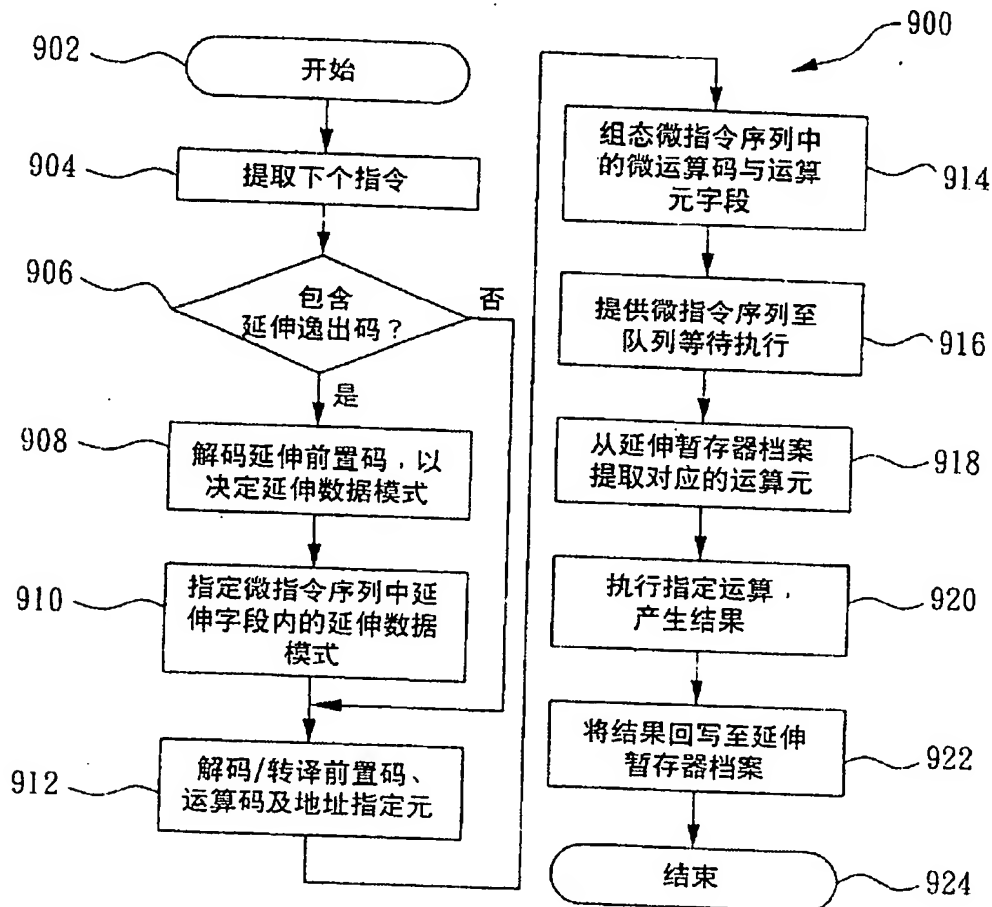 900
902
开始
904
提取下个指令
906
包含
延伸逸出码？
否
是
908
解码延伸前置码，以
决定延伸数据模式
910
指定微指令序列中延
伸字段内的延伸数据
模式
912
解码/转译前置码、
运算码及地址指定元
组态微指令序列中
的微运算码与运算
元字段
914
提供微指令序列至
队列等待执行
916
从延伸暂存器档案
提取对应的运算元
918
执行指定运算，
产生结果
920
将结果回写至延伸
暂存器档案
922
结束
924